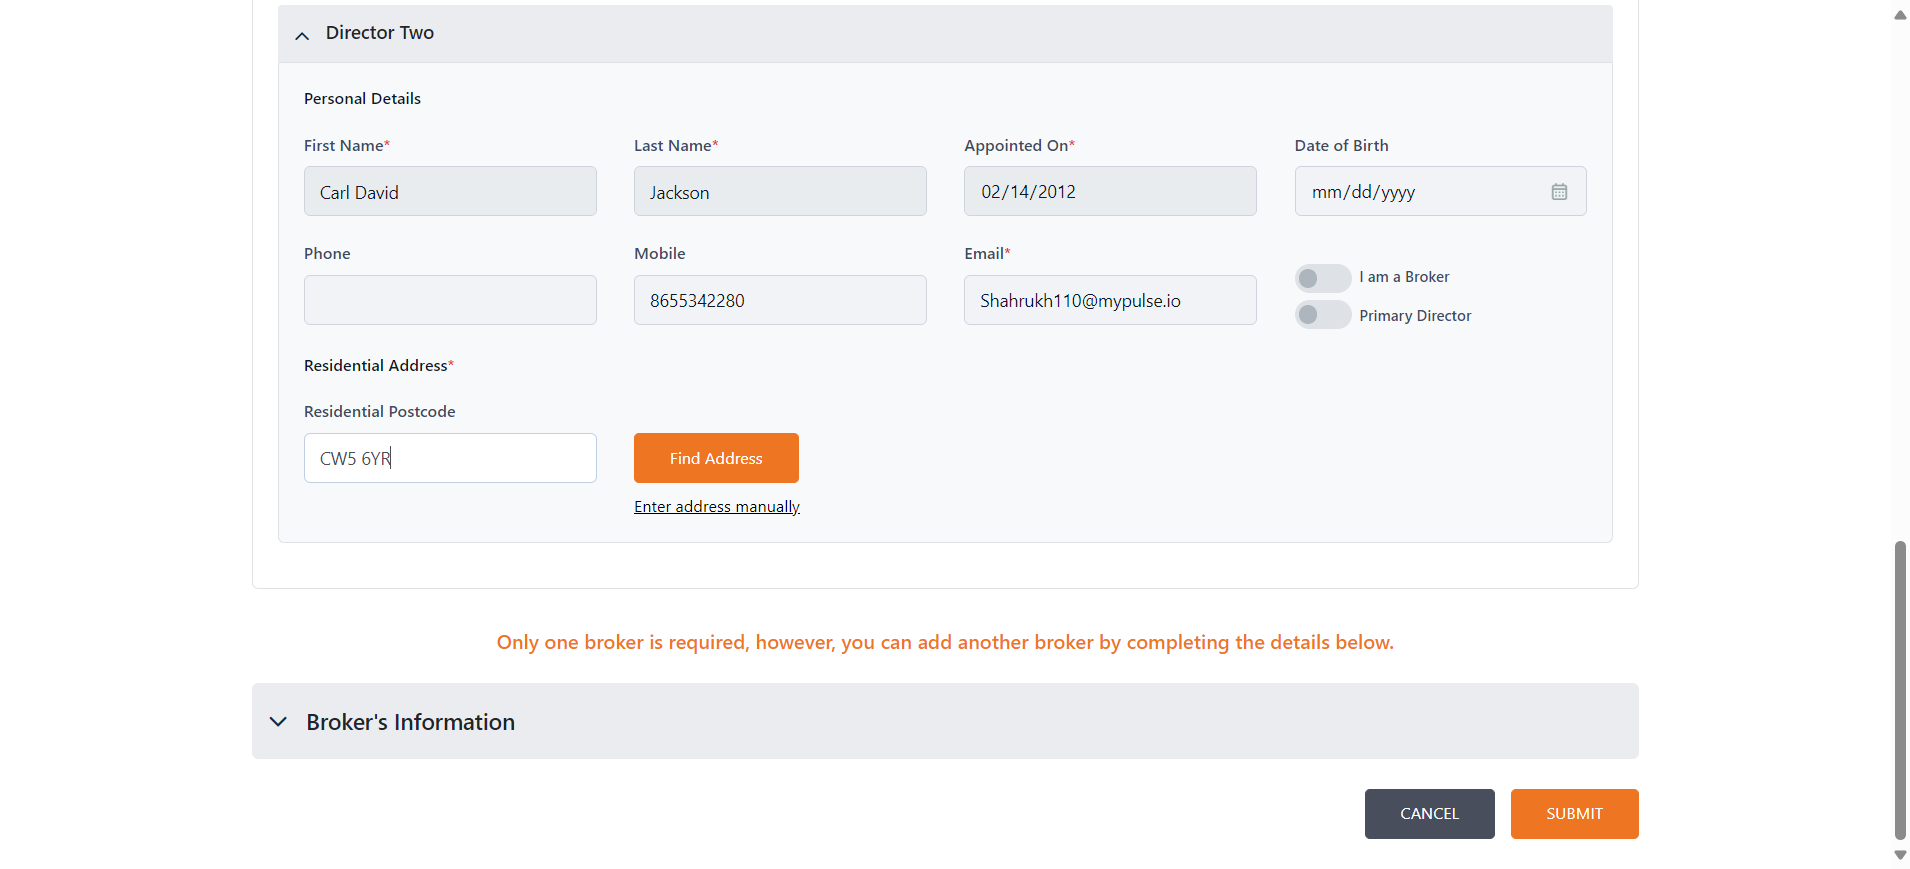 Director Two
Personal Details
First Name* Last Name* Appointed On* Date of Birth
Carl David Jackson 02/14/2012 mm/dd/yyyy
Phone Mobile Email*
8655342280 Shahrukh110@mypulse.io
I am a Broker
Primary Director
Residential Address*
Residential Postcode
CW5 6YR Find Address
Enter address manually
Only one broker is required, however, you can add another broker by completing the details below.
Broker's Information
CANCEL SUBMIT